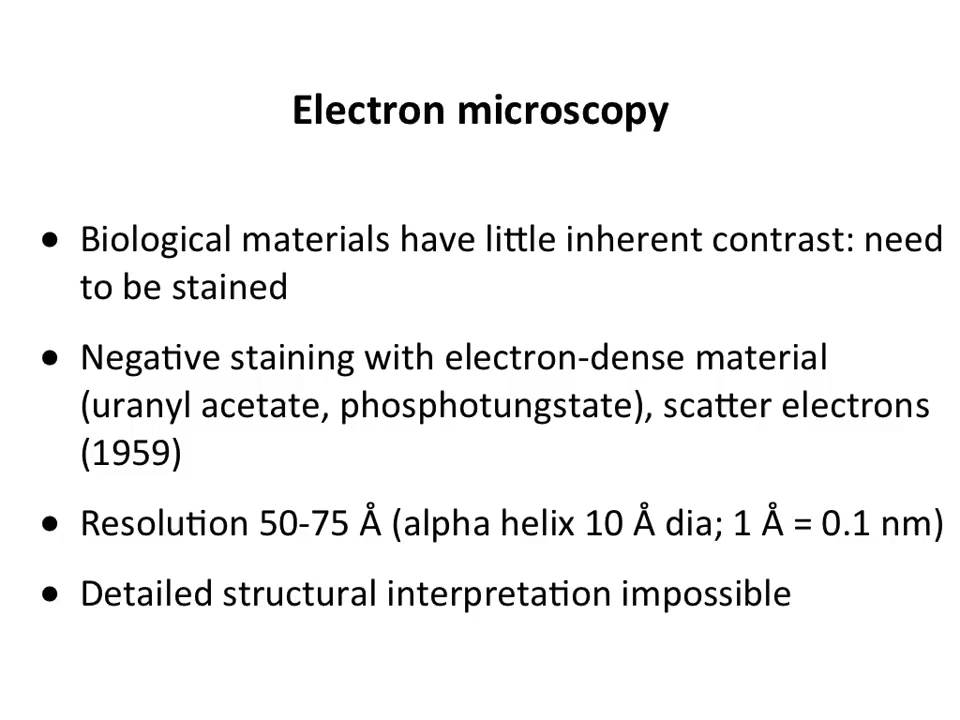 Electron microscopy
● Biological materials have little inherent contrast: need
to be stained
● Negative staining with electron-dense material
(uranyl acetate, phosphotungstate), scatter electrons
(1959)
● Resolution 50-75 Å (alpha helix 10 Å dia; 1 Å = 0.1 nm)
● Detailed structural interpretation impossible